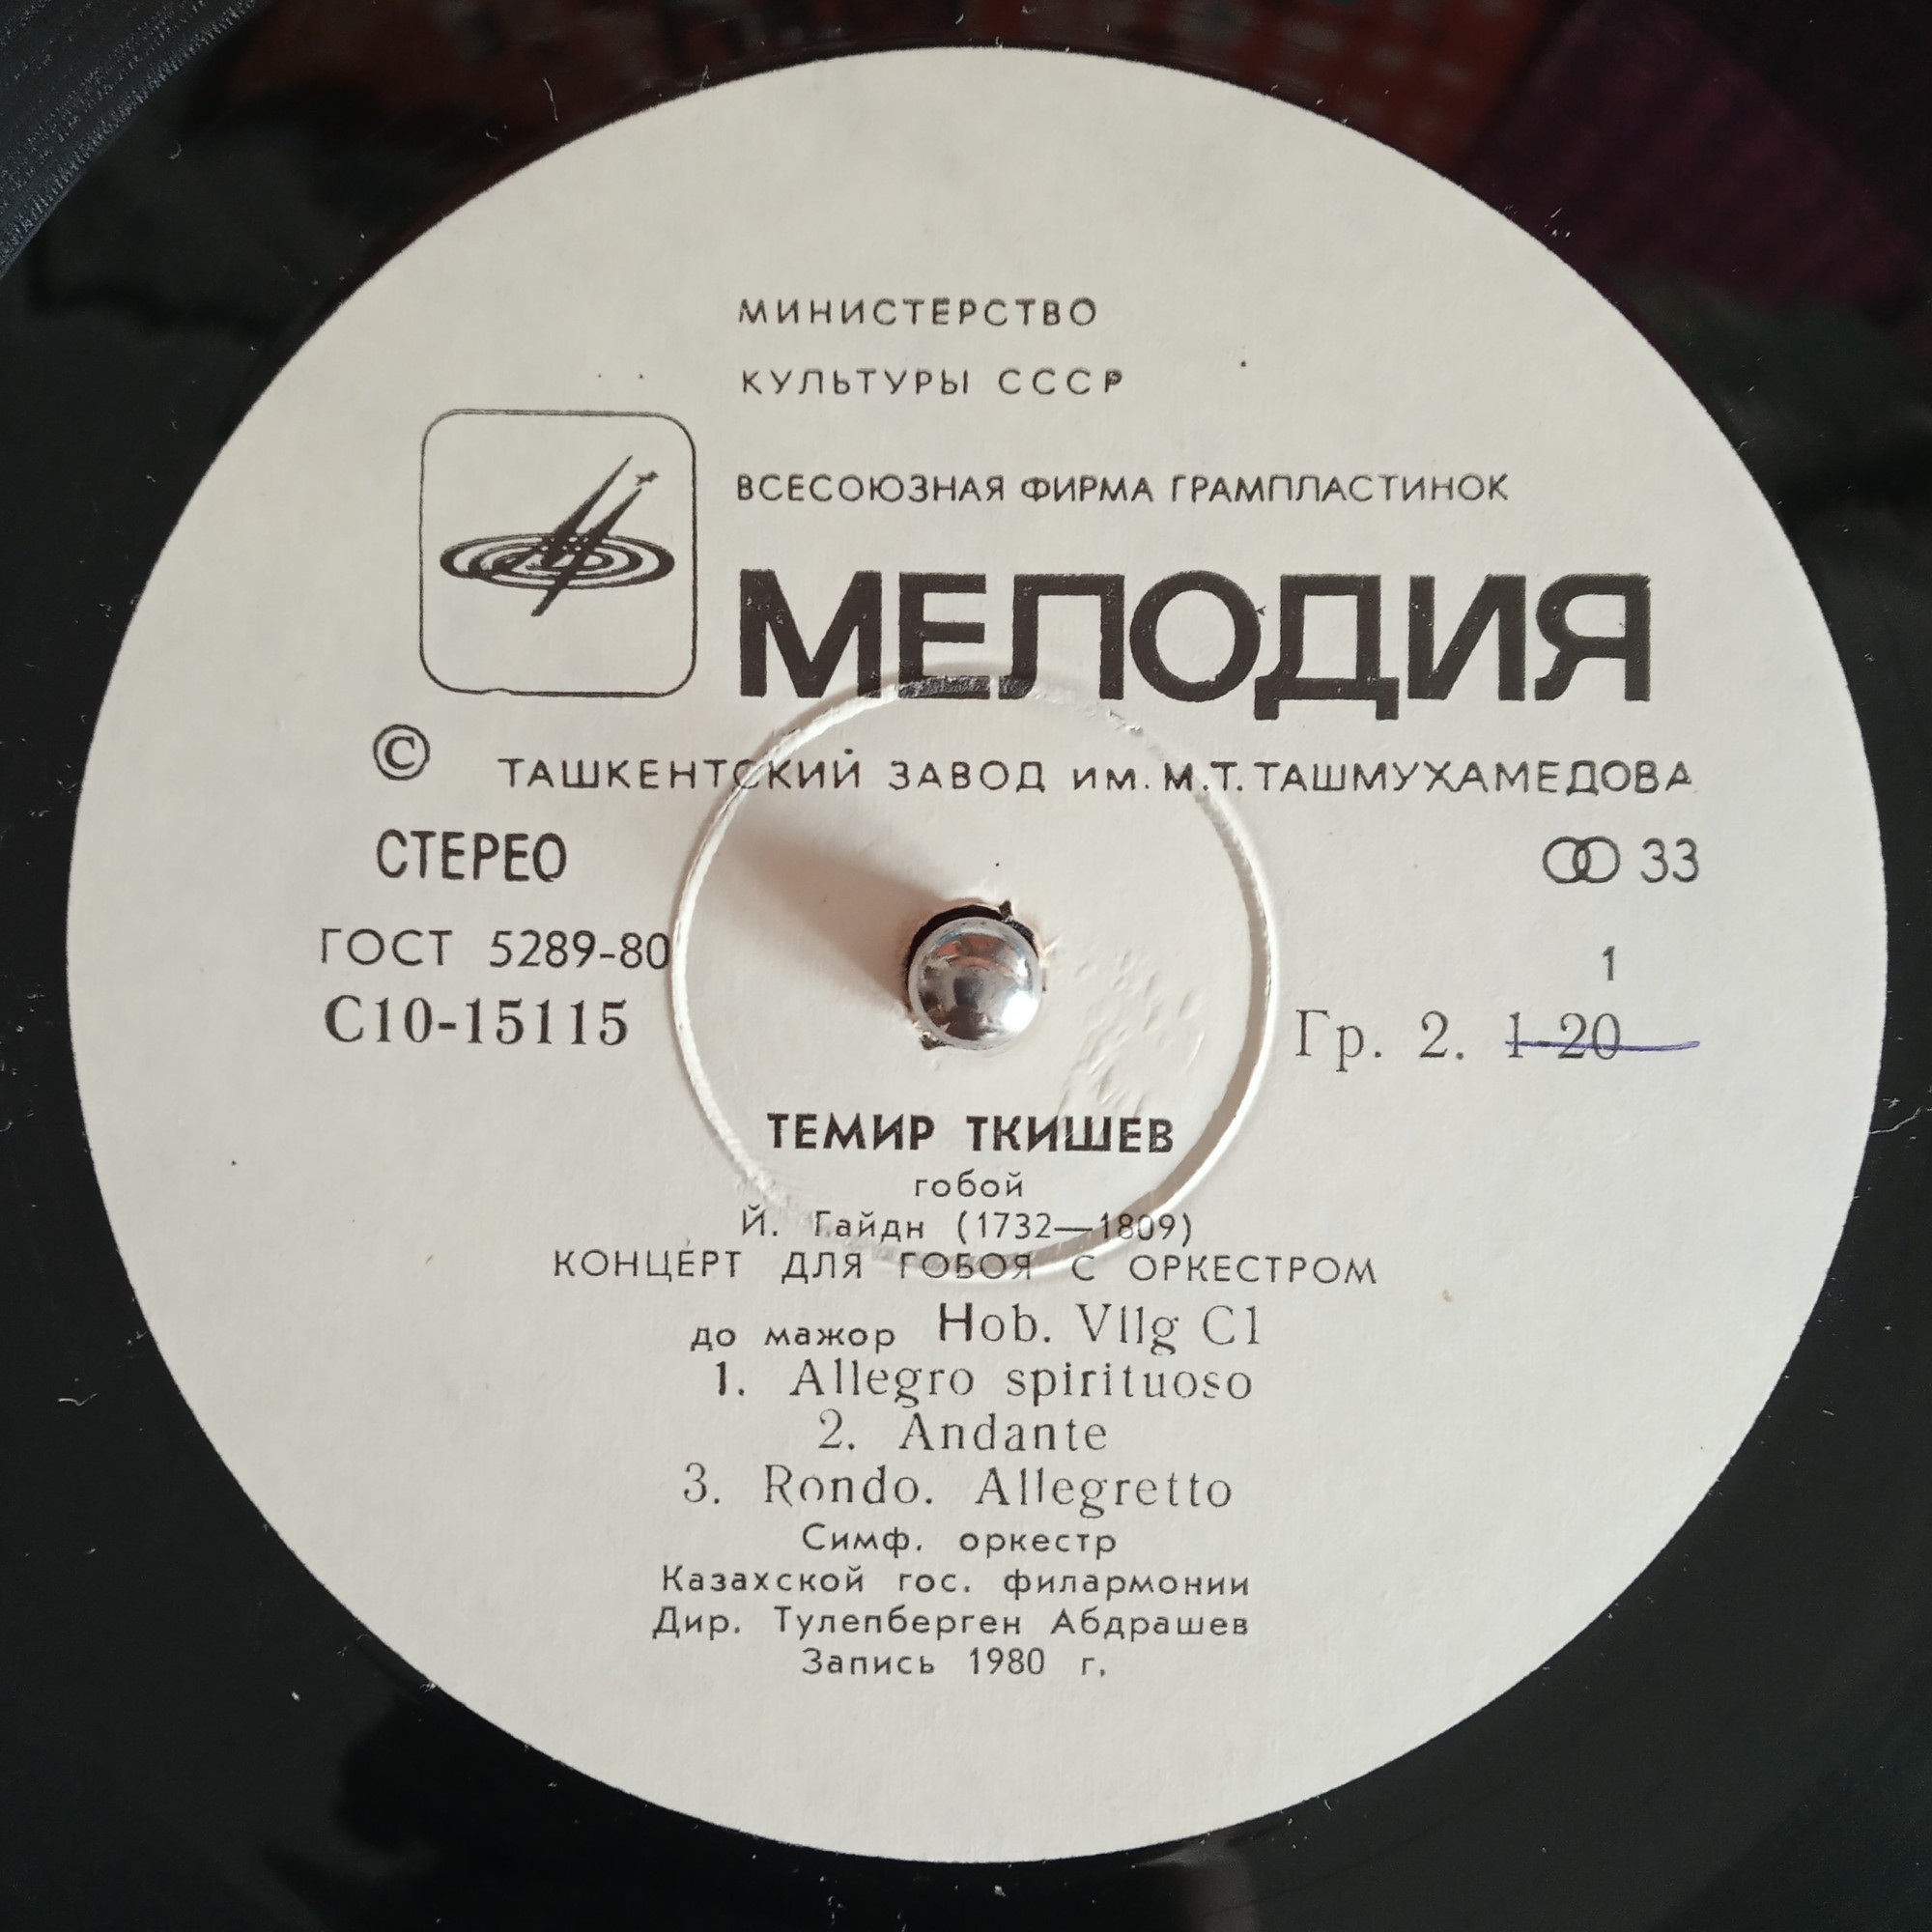 МИНИСТЕРСТВО
КУЛЬТУРЫ СССР
ВСЕСОЮЗНАЯ ФИРМА ГРАМПЛАСТИНОК
МЕЛОДИЯ
© ТАШКЕНТСКИЙ ЗАВОД им. М.Т. ТАШМУХАМЕДОВА
СТЕРЕО 33
ГОСТ 5289-80 1
С10-15115 Гр. 2. 1-20
ТЕМИР ТКИШЕВ
гобой
Й. Гайдн (1732—1809)
КОНЦЕРТ ДЛЯ ГОБОЯ С ОРКЕСТРОМ
до мажор Hob. Vllg C1
1. Allegro spirituoso
2. Andante
3. Rondo. Allegretto
Симф. оркестр
Казахской гос. филармонии
Дир. Тулепберген Абдрашев
Запись 1980 г.